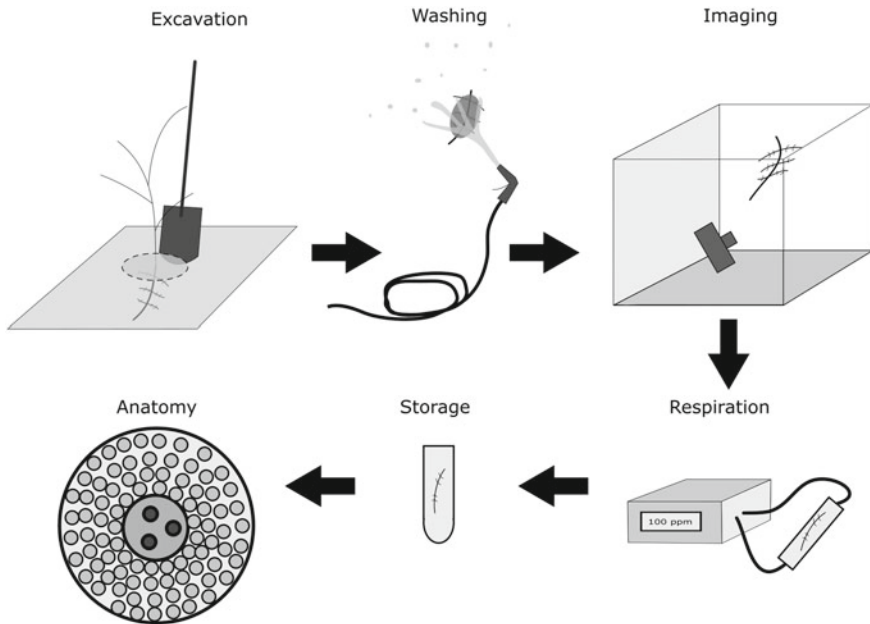 Excavation
Washing
Imaging
Anatomy
Storage
Respiration
100 ppm